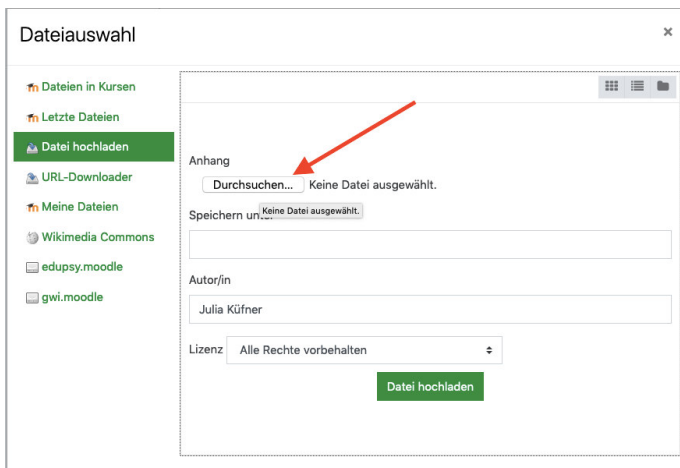 Dateiauswahl
×
Dateien in Kursen
Letzte Dateien
Datei hochladen
URL-Downloader
Meine Dateien
Wikimedia Commons
edupsy.moodle
gwi.moodle
Anhang
Durchsuchen... Keine Datei ausgewählt.
Keine Datei ausgewählt.
Speichern unter
Autor/in
Julia Küfner
Lizenz Alle Rechte vorbehalten
Datei hochladen